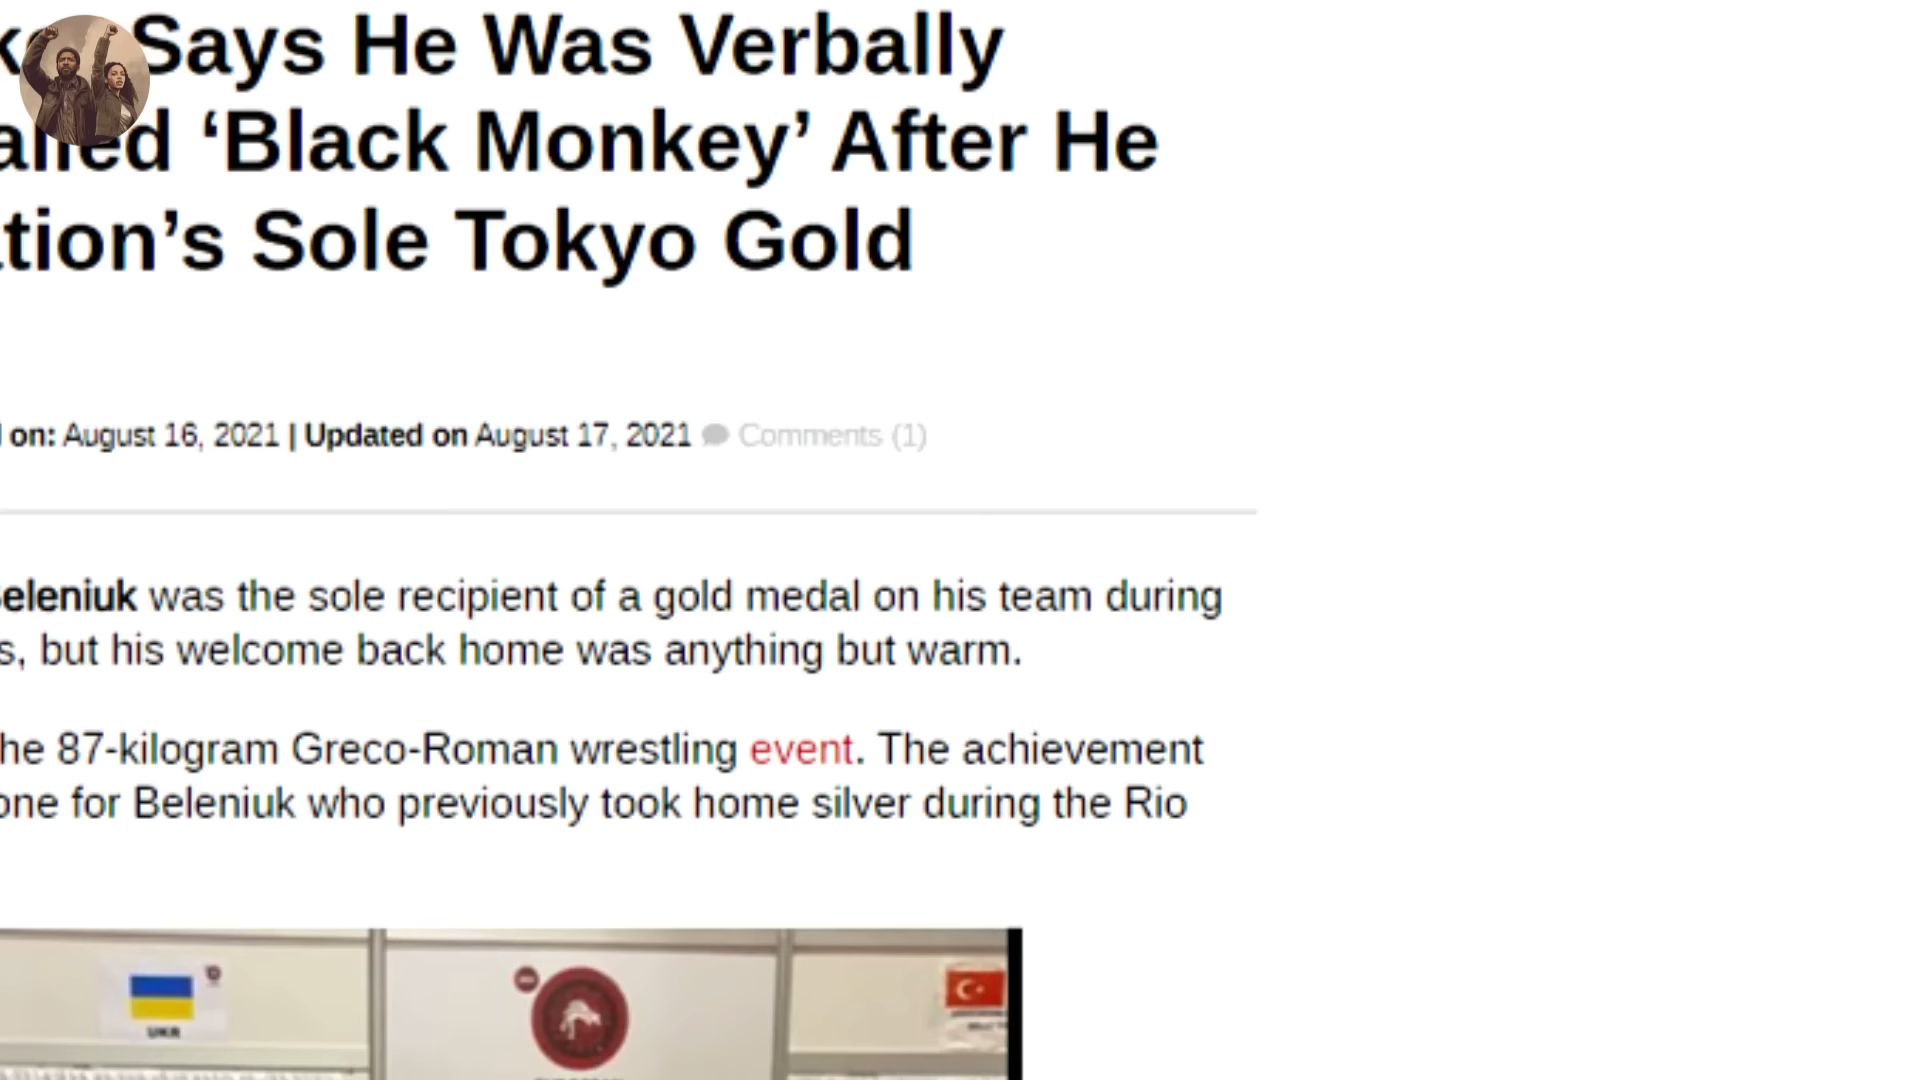 Says He Was Verbally
‘Black Monkey’ After He
Sole Tokyo Gold
on: August 16, 2021 | Updated on August 17, 2021 Comments (1)
eleniuk was the sole recipient of a gold medal on his team during
s, but his welcome back home was anything but warm.
he 87-kilogram Greco-Roman wrestling event. The achievement
one for Beleniuk who previously took home silver during the Rio
UKR